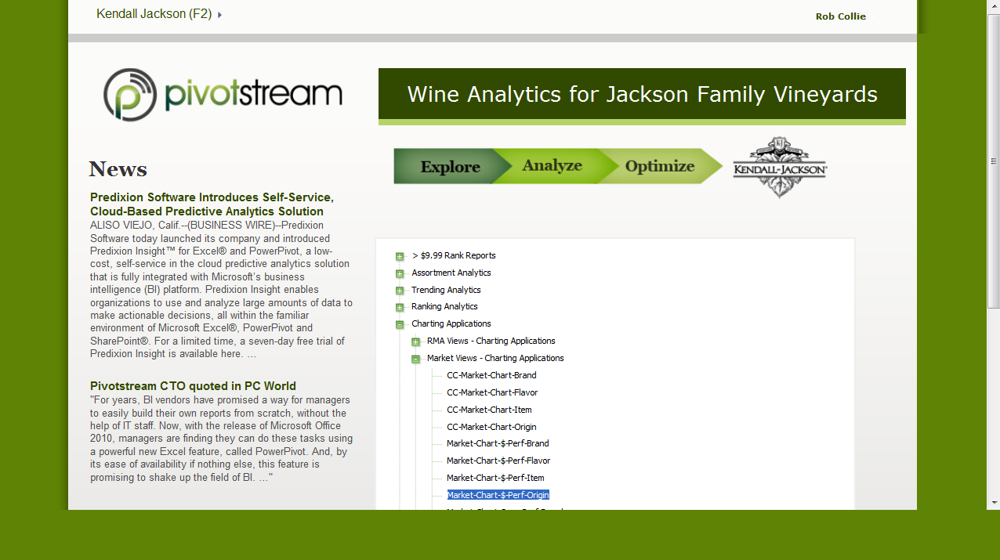 Kendall Jackson (F2)
Rob Collie
pivotstream
Wine Analytics for Jackson Family Vineyards
Explore
Analyze
Optimize
KJ
KENDALL-JACKSON®
News
Predixion Software Introduces Self-Service,
Cloud-Based Predictive Analytics Solution
ALISO VIEJO, Calif.--(BUSINESS WIRE)--Predixion
Software today launched its company and introduced
Predixion Insight™ for Excel® and PowerPivot, a low-
cost, self-service in the cloud predictive analytics solution
that is fully integrated with Microsoft's business
intelligence (BI) platform. Predixion Insight enables
organizations to use and analyze large amounts of data to
make actionable decisions, all within the familiar
environment of Microsoft Excel®, PowerPivot and
SharePoint®. For a limited time, a seven-day free trial of
Predixion Insight is available here. ...
Pivotstream CTO quoted in PC World
"For years, BI vendors have promised a way for managers
to easily build their own reports from scratch, without the
help of IT staff. Now, with the release of Microsoft Office
2010, managers are finding they can do these tasks using
a powerful new Excel feature, called PowerPivot. And, by
its ease of availability if nothing else, this feature is
promising to shake up the field of BI. ..."
> $9.99 Rank Reports
Assortment Analytics
Trending Analytics
Ranking Analytics
Charting Applications
RMA Views - Charting Applications
Market Views - Charting Applications
CC-Market-Chart-Brand
CC-Market-Chart-Flavor
CC-Market-Chart-Item
CC-Market-Chart-Origin
Market-Chart-$-Perf-Brand
Market-Chart-$-Perf-Flavor
Market-Chart-$-Perf-Item
Market-Chart-$-Perf-Origin